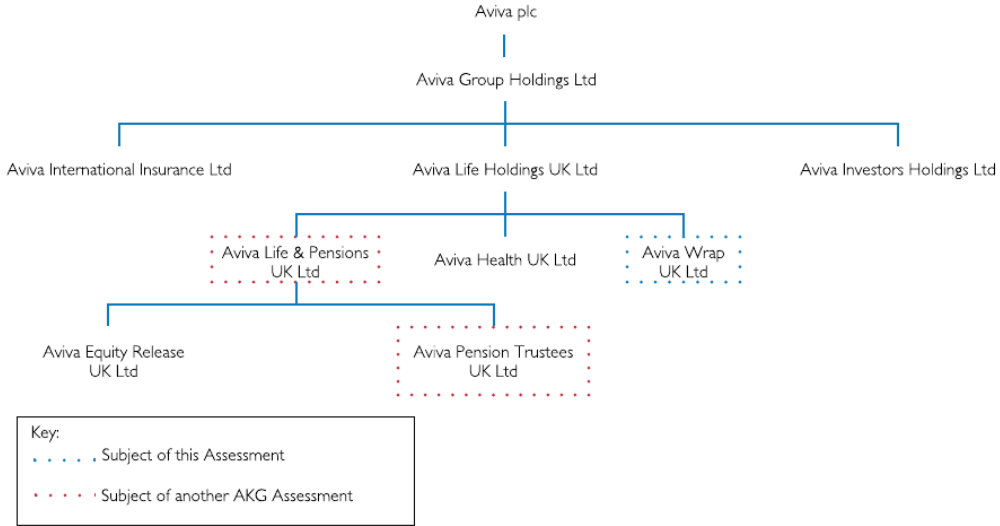 Aviva plc
Aviva Group Holdings Ltd
Aviva International Insurance Ltd
Aviva Life Holdings UK Ltd
Aviva Investors Holdings Ltd
Aviva Life & Pensions
UK Ltd
Aviva Health UK Ltd
Aviva Wrap
UK Ltd
Aviva Equity Release
UK Ltd
Aviva Pension Trustees
UK Ltd
Key:
Subject of this Assessment
Subject of another AKG Assessment